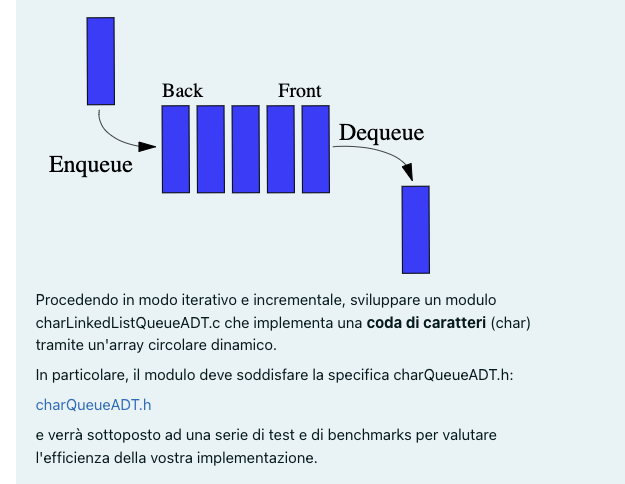 Back Front
Dequeue
Enqueue
Procedendo in modo iterativo e incrementale, sviluppare un modulo
charLinkedListQueueADT.c che implementa una coda di caratteri (char)
tramite un'array circolare dinamico.
In particolare, il modulo deve soddisfare la specifica charQueueADT.h:
charQueueADT.h
e verrà sottoposto ad una serie di test e di benchmarks per valutare
l'efficienza della vostra implementazione.